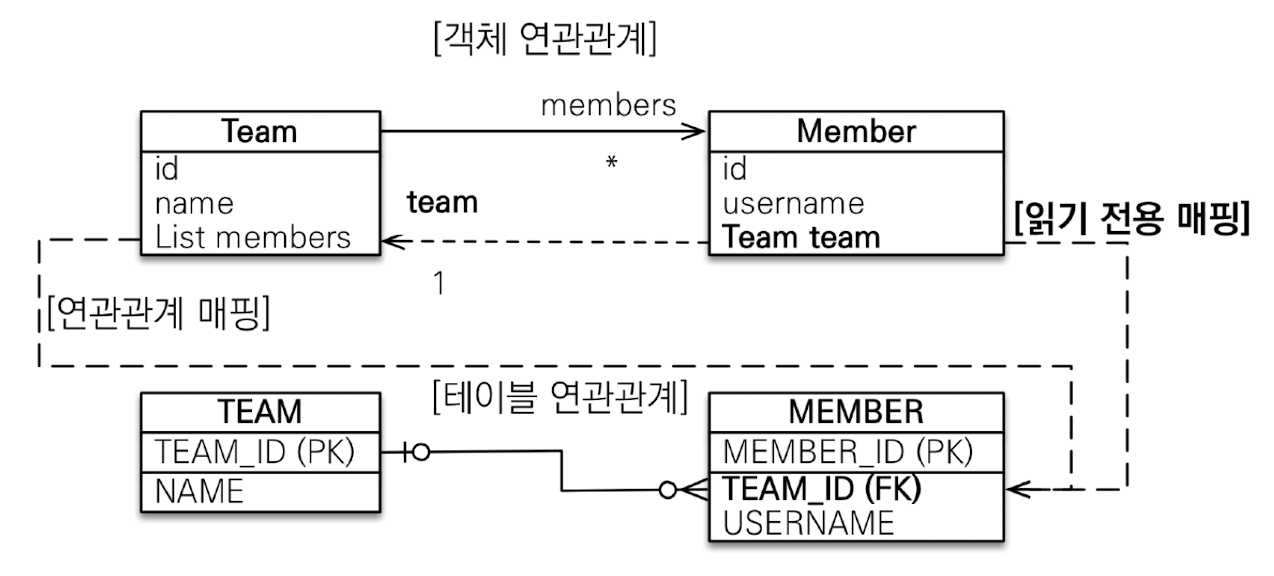 [객체 연관관계]
members
Team
id
name
List members
*
team
1
Member
id
username
Team team
[읽기 전용 매핑]
[연관관계 매핑]
[테이블 연관관계]
TEAM
TEAM_ID (PK)
NAME
MEMBER
MEMBER_ID (PK)
TEAM_ID (FK)
USERNAME